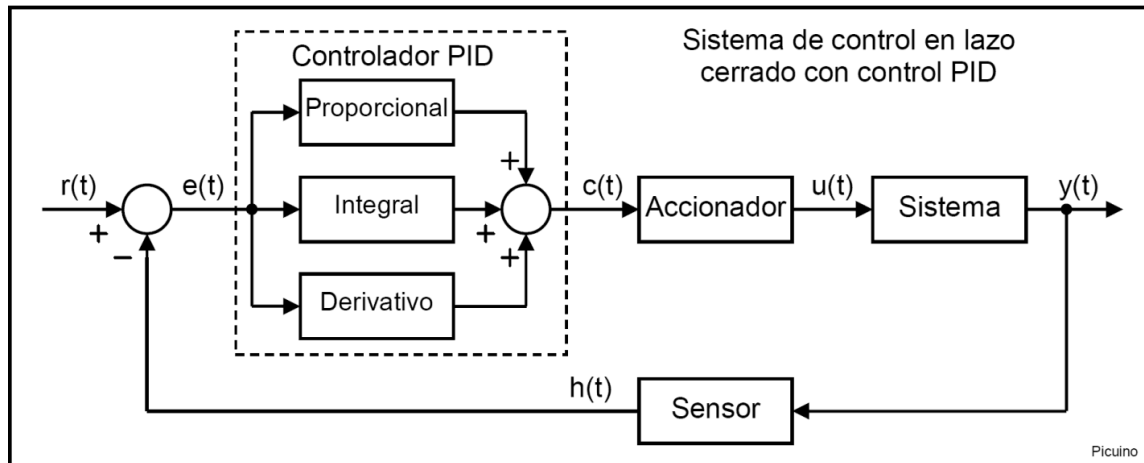 Controlador PID
Sistema de control en lazo
cerrado con control PID
Proporcional
+
r(t)
e(t)
Integral
c(t)
Accionador
u(t)
Sistema
y(t)
+
−
+
+
Derivativo
h(t)
Sensor
Picuino